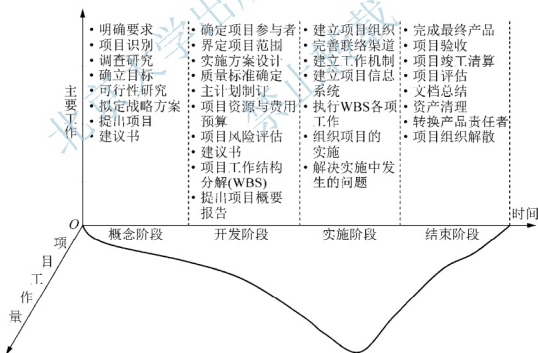 主要工作
• 明确要求
• 项目识别
• 调查研究
• 确立目标
• 可行性研究
• 拟定战略方案
• 提出项目
• 建议书
• 确定项目参与者
• 界定项目范围
• 实施方案设计
• 质量标准确定
• 主计划制订
• 项目资源与费用
预算
• 项目风险评估
• 建议书
• 项目工作结构
分解(WBS)
• 提出项目概要
报告
• 建立项目组织
• 完善联络渠道
• 建立工作机制
• 建立项目信息
系统
• 执行WBS各项
工作
• 组织项目的
实施
• 解决实施中发
生的问题
• 完成最终产品
• 项目验收
• 项目竣工清算
• 项目评估
• 文档总结
• 资产清理
• 转换产品责任者
• 项目组织解散
O
概念阶段
开发阶段
实施阶段
结束阶段
时间
项目工作量
北京大学出
禁止
载